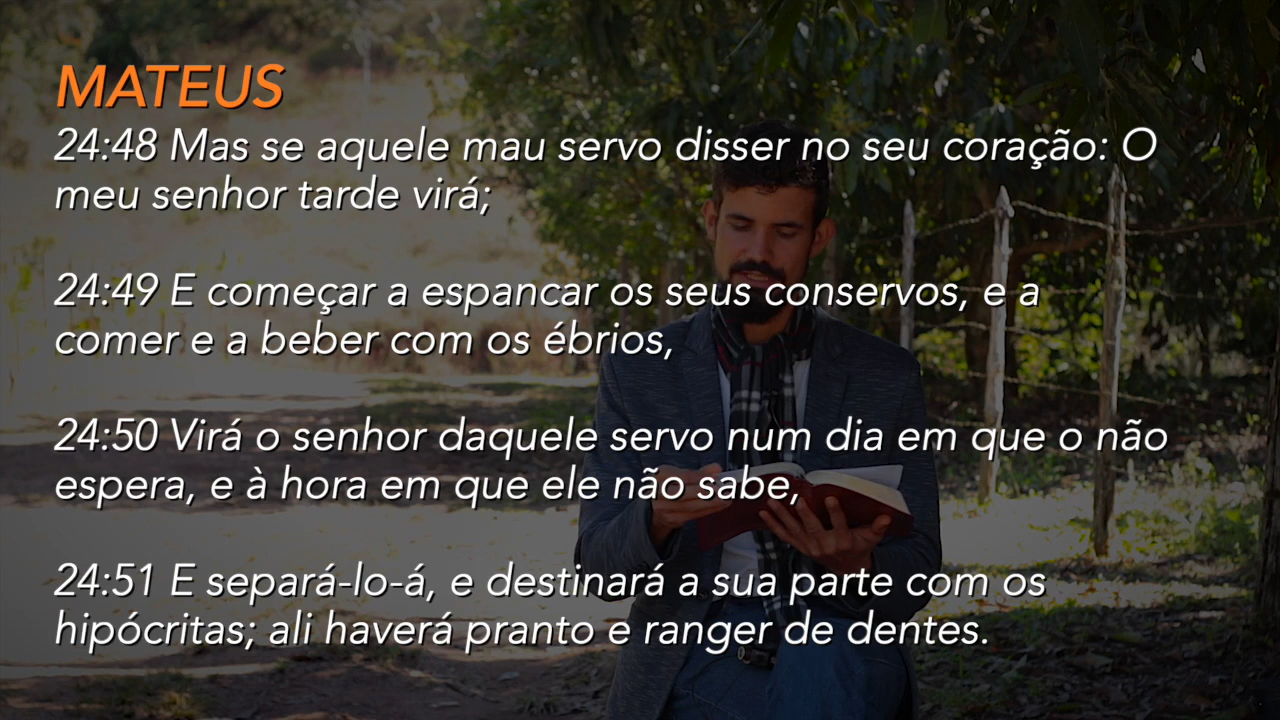 MATEUS
24:48 Mas se aquele mau servo disser no seu coração: O
meu senhor tarde virá;
24:49 E começar a espancar os seus conservos, e a
comer e a beber com os ébrios,
24:50 Virá o senhor daquele servo num dia em que o não
espera, e à hora em que ele não sabe,
24:51 E separá-lo-á, e destinará a sua parte com os
hipócritas; ali haverá pranto e ranger de dentes.